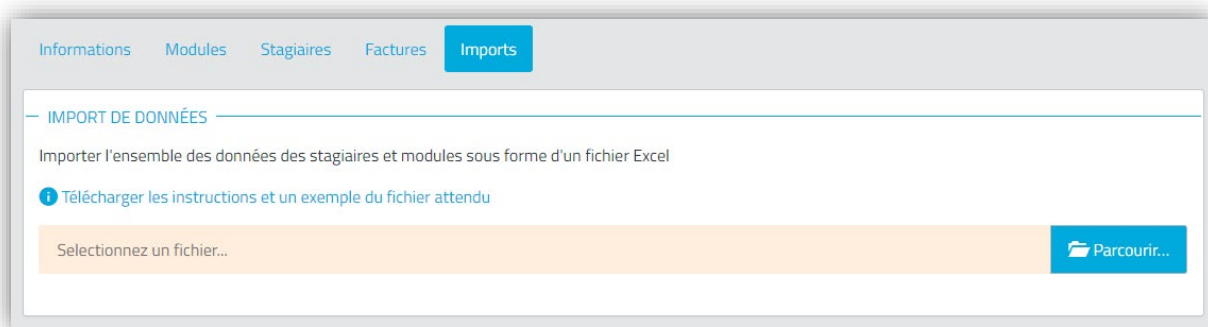 Informations Modules Stagiaires Factures Imports
IMPORT DE DONNÉES
Importer l'ensemble des données des stagiaires et modules sous forme d'un fichier Excel
Télécharger les instructions et un exemple du fichier attendu
Selectionnez un fichier... Parcourir...